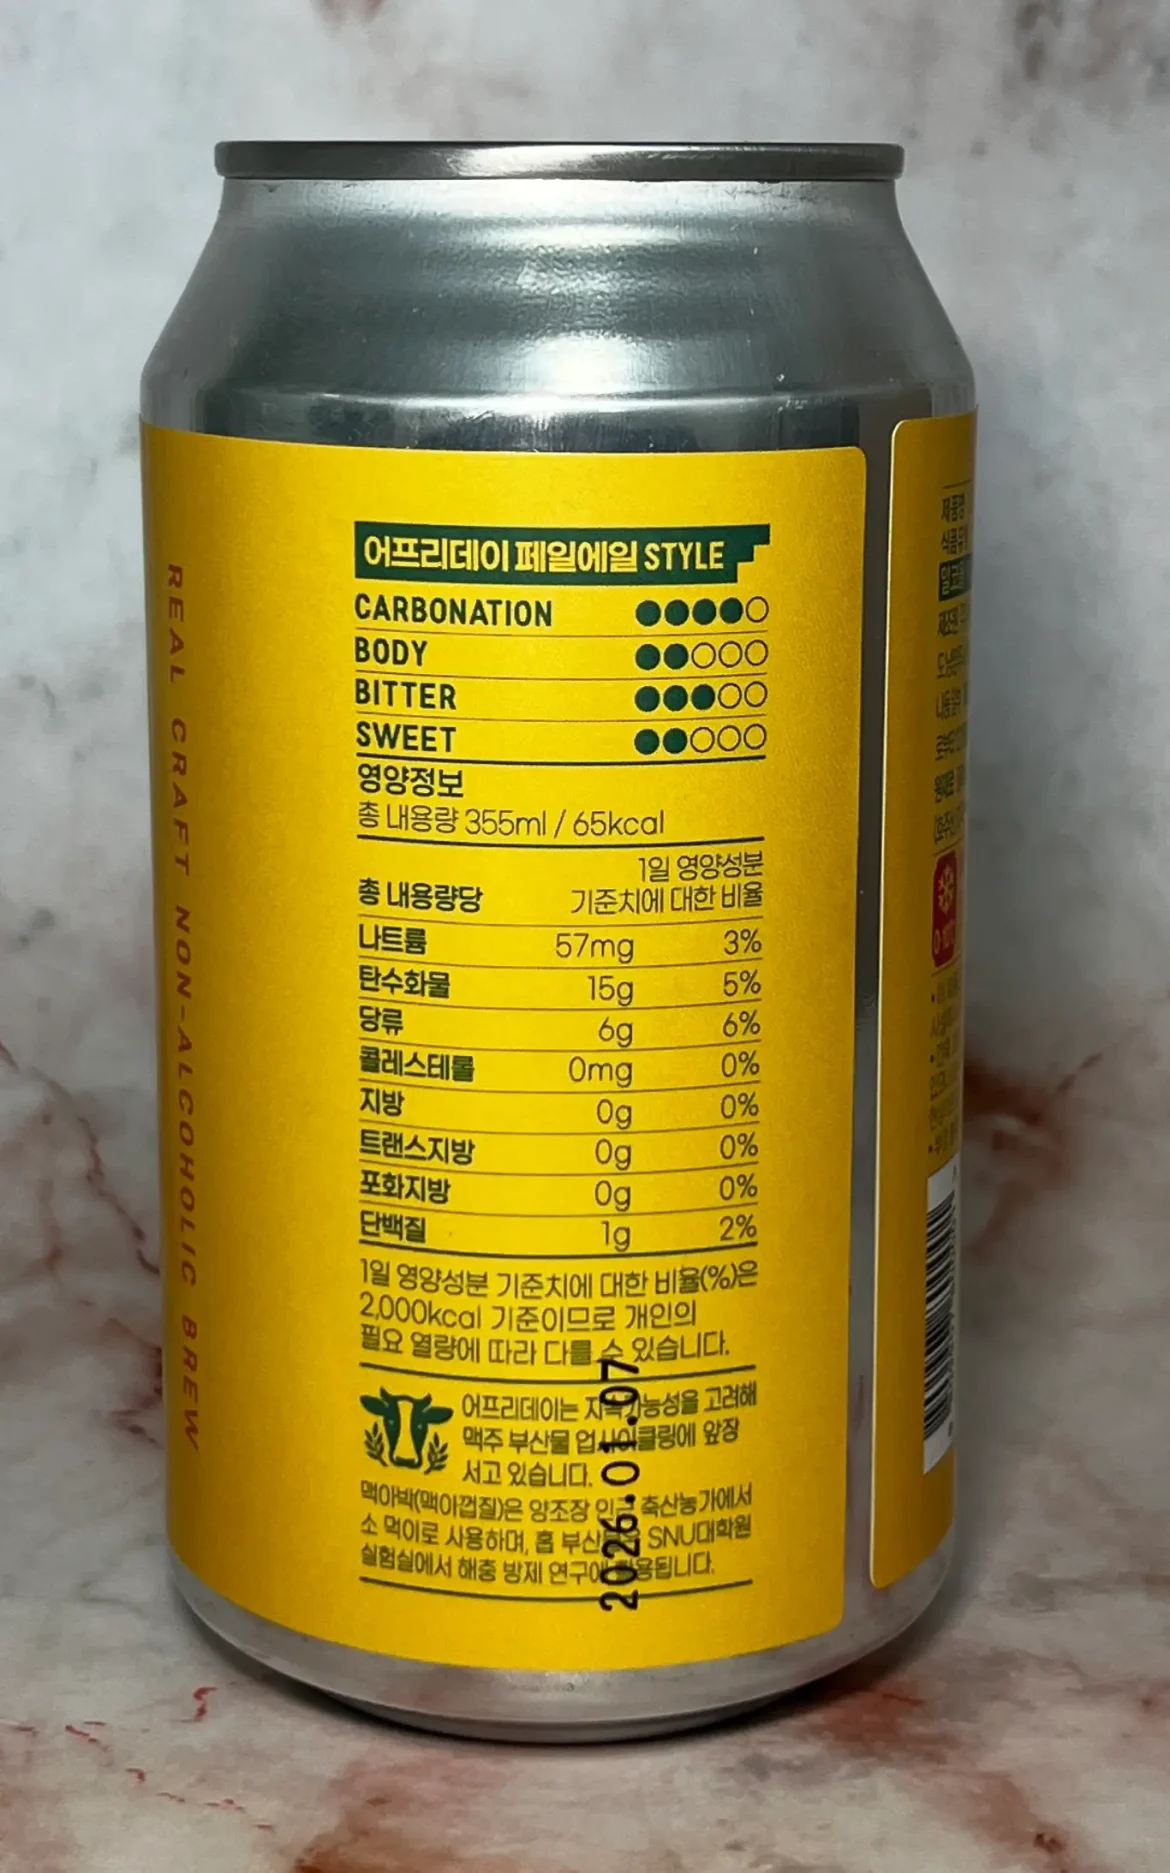 REAL CRAFT NON-ALCOHOLIC BREW
어프리데이 페일에일 STYLE
CARBONATION
BODY
BITTER
SWEET
영양정보
총 내용량 355ml / 65kcal
1일 영양성분
총 내용량당 기준치에 대한 비율
나트륨 57mg 3%
탄수화물 15g 5%
당류 6g 6%
콜레스테롤 0mg 0%
지방 0g 0%
트랜스지방 0g 0%
포화지방 0g 0%
단백질 1g 2%
1일 영양성분 기준치에 대한 비율(%)은
2,000kcal 기준이므로 개인의
필요 열량에 따라 다를 수 있습니다.
어프리데이는 지속가능성을 고려해
맥주 부산물 업사이클링에 앞장
서고 있습니다.
맥아박(맥아껍질)은 양조장 인근 축산농가에서
소 먹이로 사용하며, 홉 부산물은 SNU대학원
실험실에서 해충 방제 연구에 활용됩니다.
2026.01.07
제품명